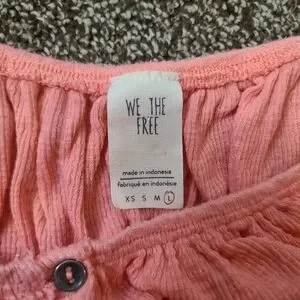 WE THE
FREE
made in indonesia
fabriqué en indonésie
XS S M L